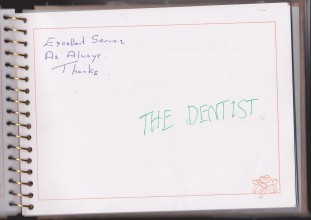 Excellent Service
As Always.
Thanks.
THE DENTIST